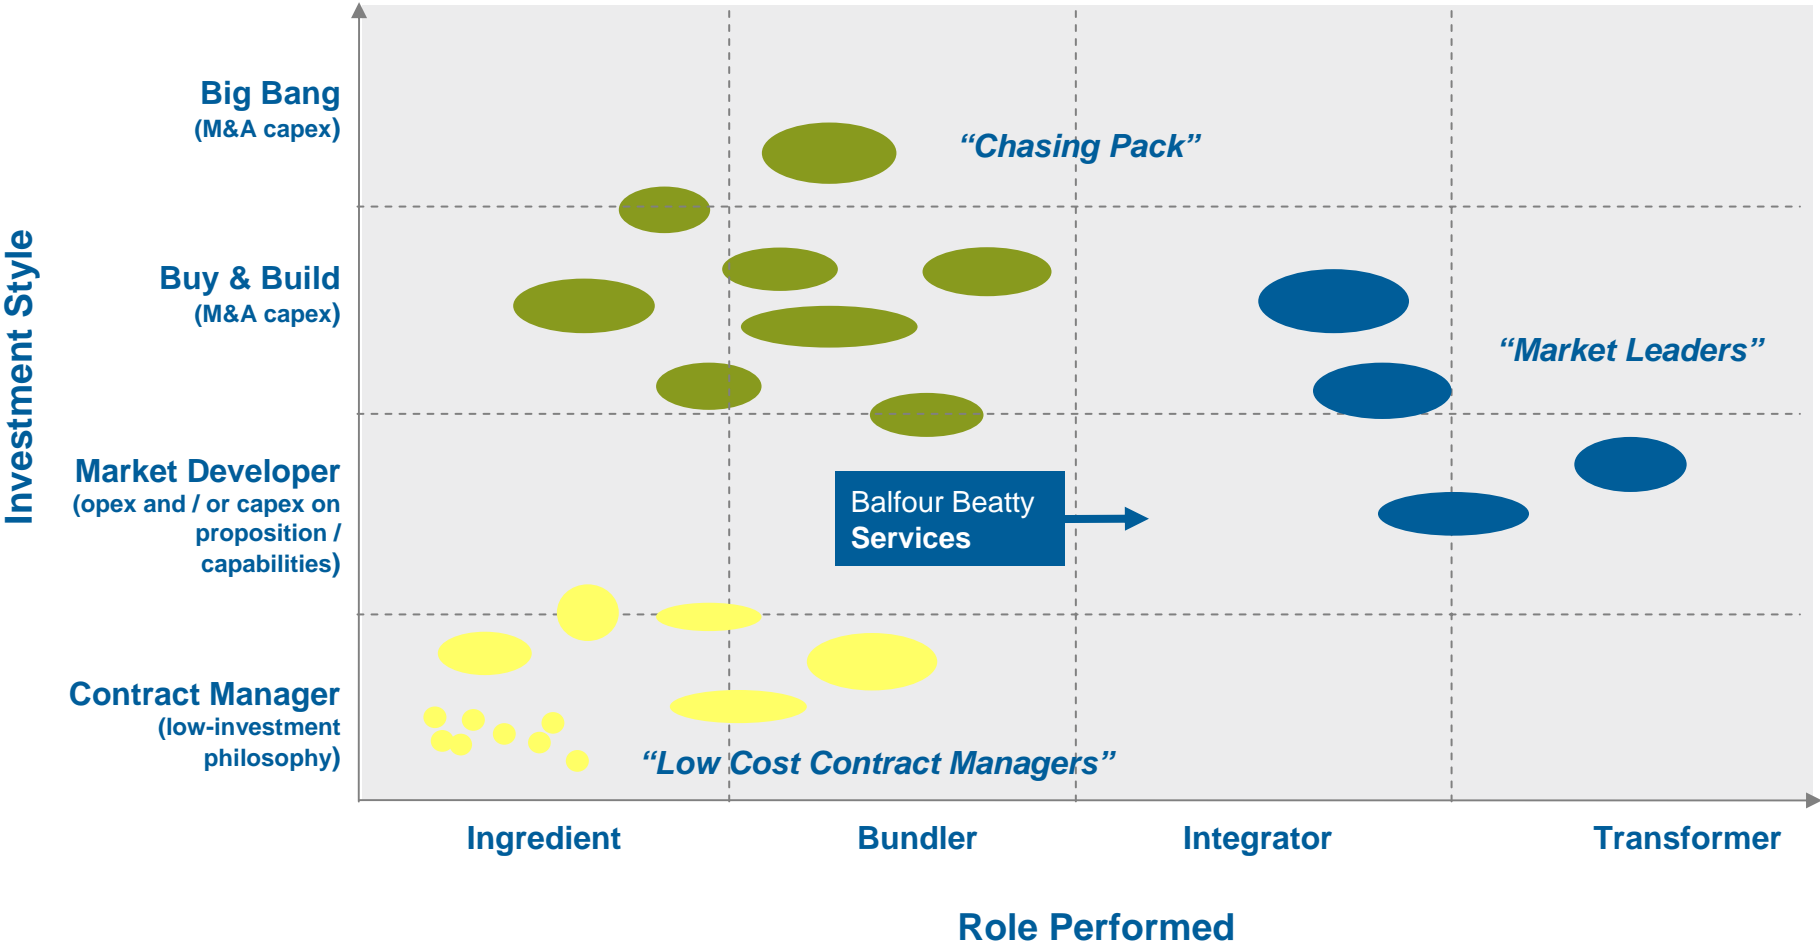 Investment Style
Big Bang
(M&A capex)
Buy & Build
(M&A capex)
Market Developer
(opex and / or capex on
proposition /
capabilities)
Contract Manager
(low-investment
philosophy)
“Chasing Pack”
“Market Leaders”
Balfour Beatty
Services
“Low Cost Contract Managers”
Ingredient
Bundler
Integrator
Transformer
Role Performed